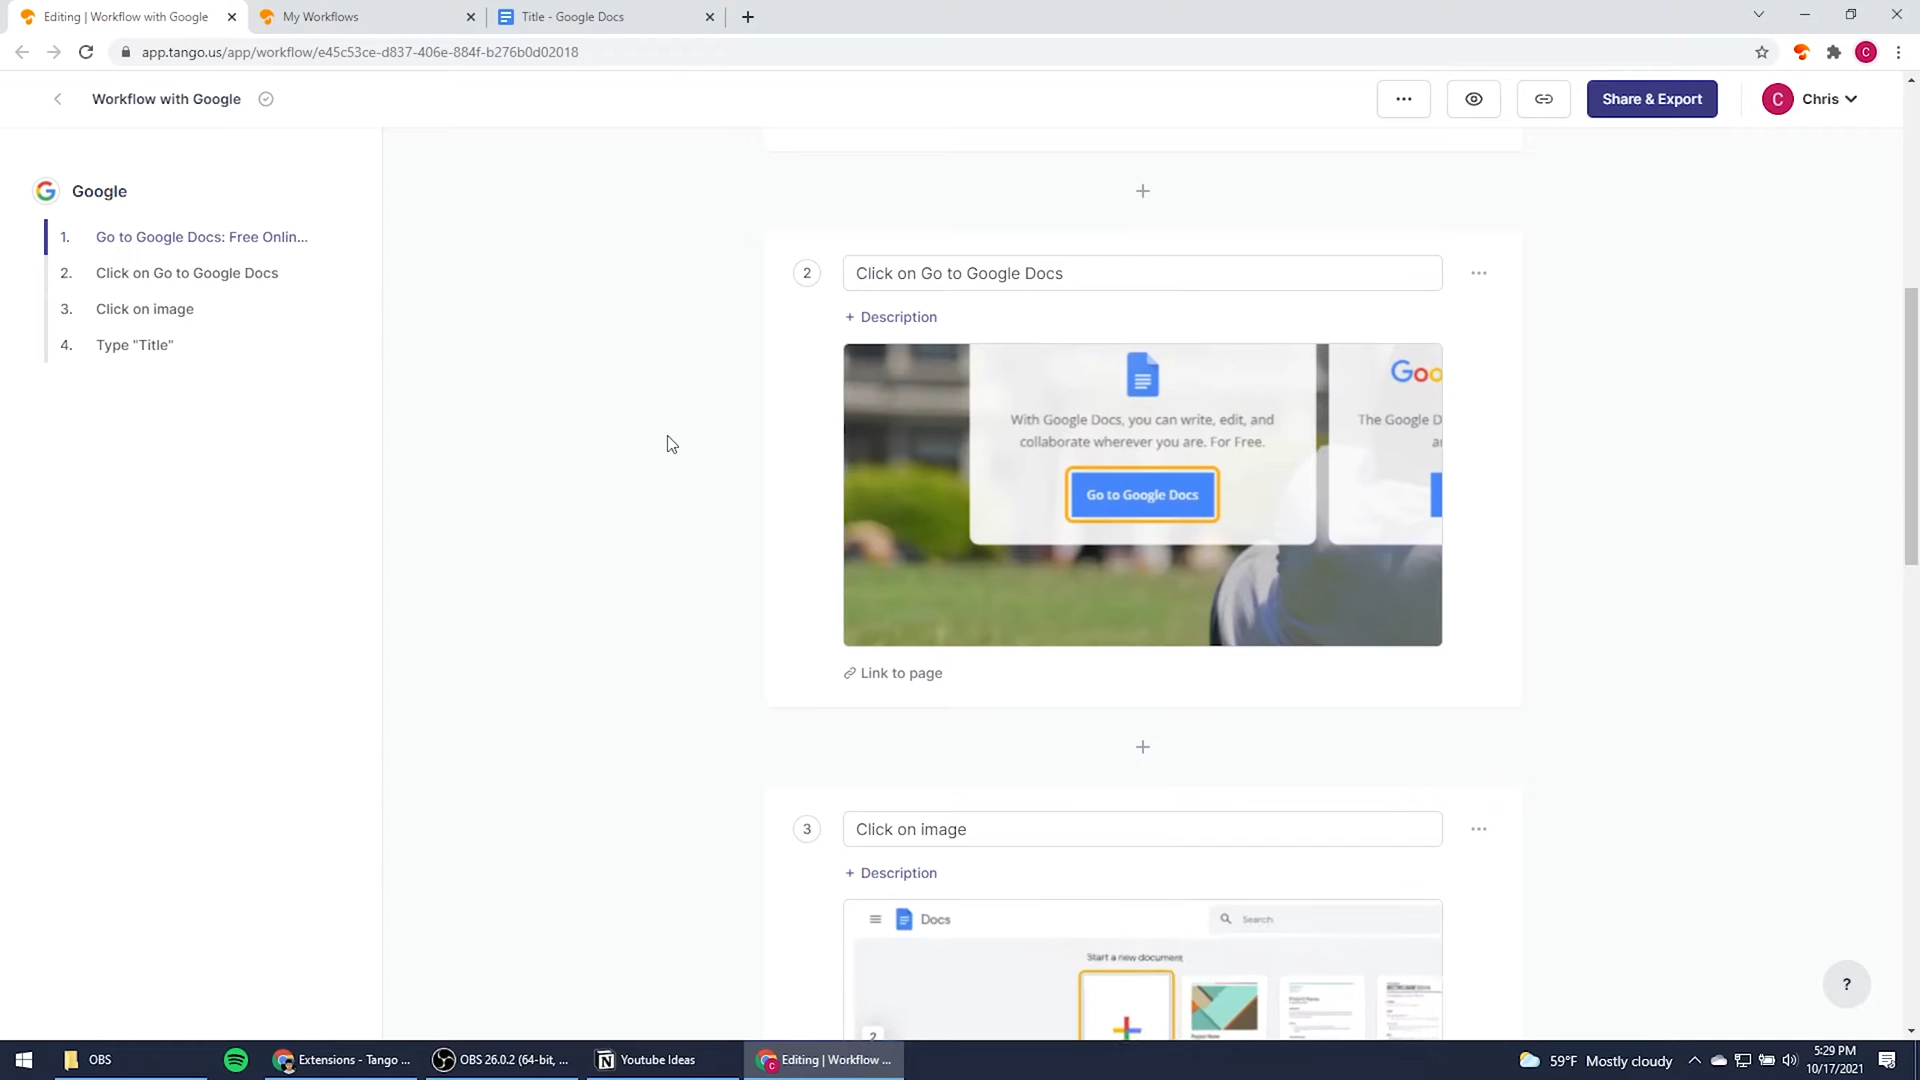 Editing | Workflow with Google
My Workflows
Title - Google Docs
app.tango.us/app/workflow/e45c53ce-d837-406e-884f-b276b0d02018
C
Workflow with Google
Share & Export
C
Chris
Google
1. Go to Google Docs: Free Onlin...
2. Click on Go to Google Docs
3. Click on image
4. Type "Title"
2
Click on Go to Google Docs
+ Description
Goo
With Google Docs, you can write, edit, and
collaborate wherever you are. For Free.
The Google D
Go to Google Docs
Link to page
3
Click on image
+ Description
Docs
Search
Start a new document
?
OBS
Extensions - Tango ...
OBS 26.0.2 (64-bit, ...
Youtube Ideas
Editing | Workflow ...
59°F Mostly cloudy
5:29 PM
10/17/2021